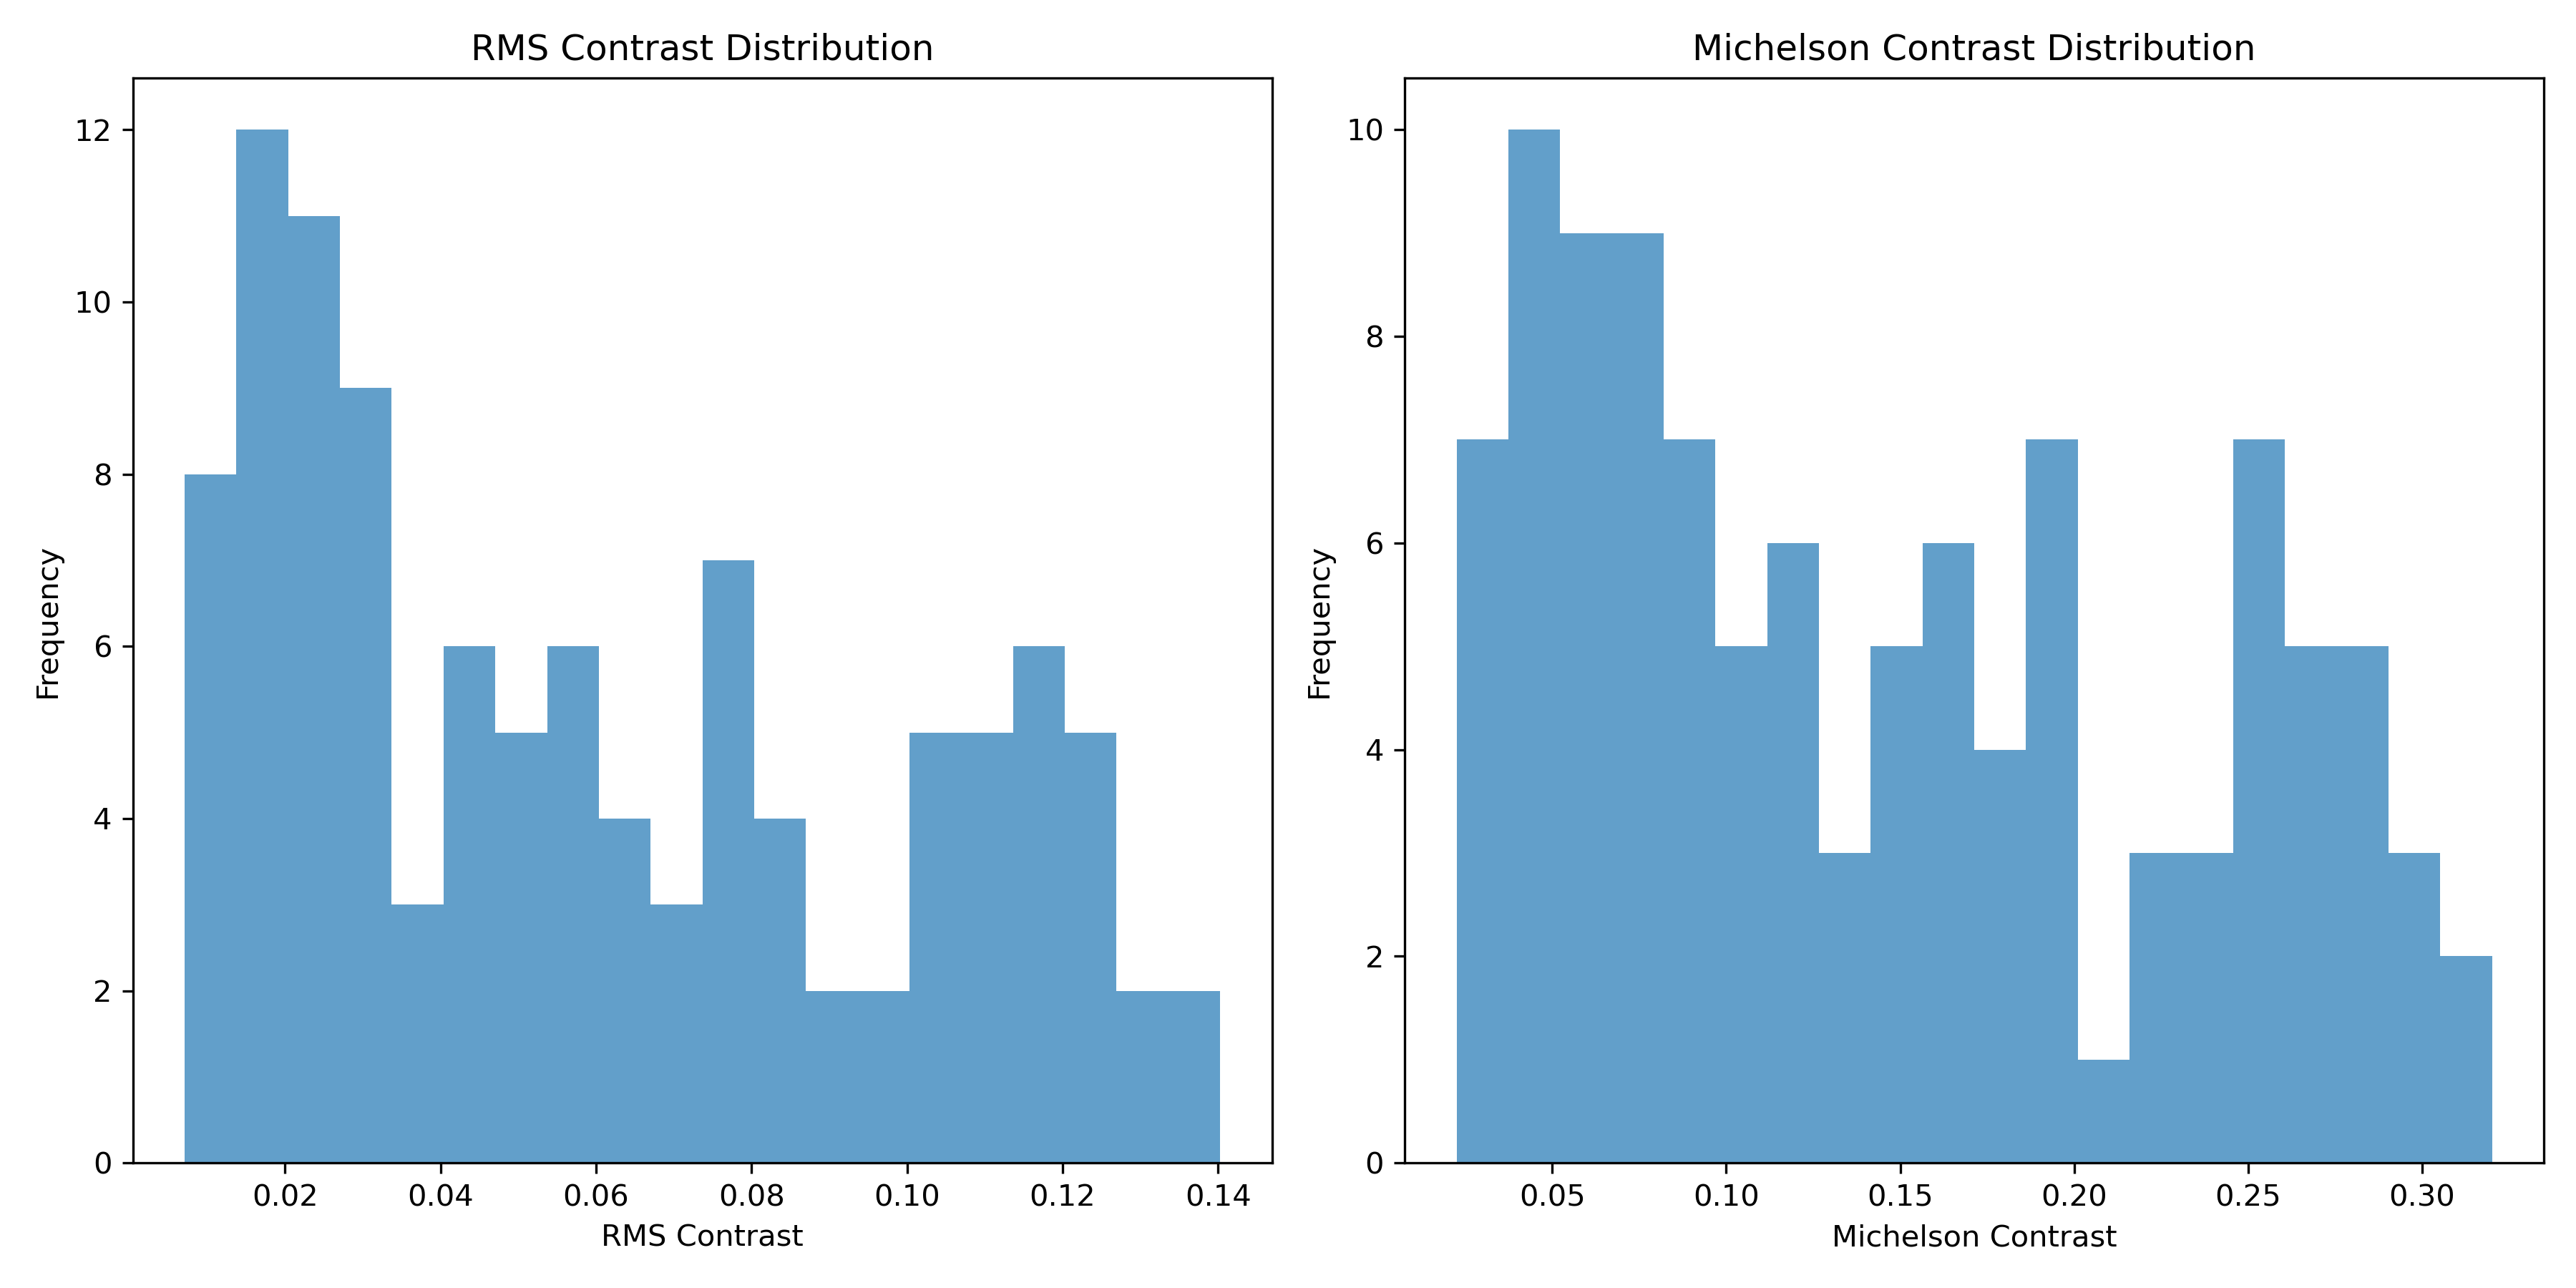 RMS Contrast Distribution
12
10
8
6
4
2
0
Frequency
0.02 0.04 0.06 0.08 0.10 0.12 0.14
RMS Contrast
Michelson Contrast Distribution
10
8
6
4
2
0
Frequency
0.05 0.10 0.15 0.20 0.25 0.30
Michelson Contrast